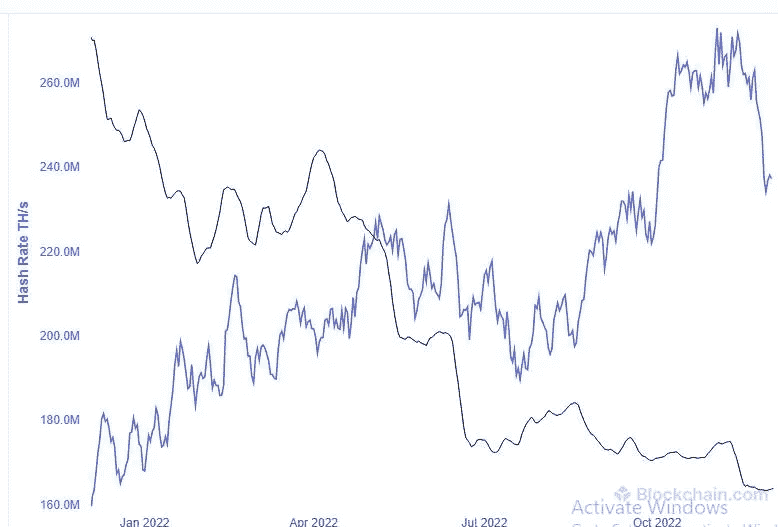 260.0M
240.0M
220.0M
200.0M
180.0M
160.0M
Hash Rate TH/s
Jan 2022
Apr 2022
Jul 2022
Oct 2022
Blockchain.com
Activate Windows